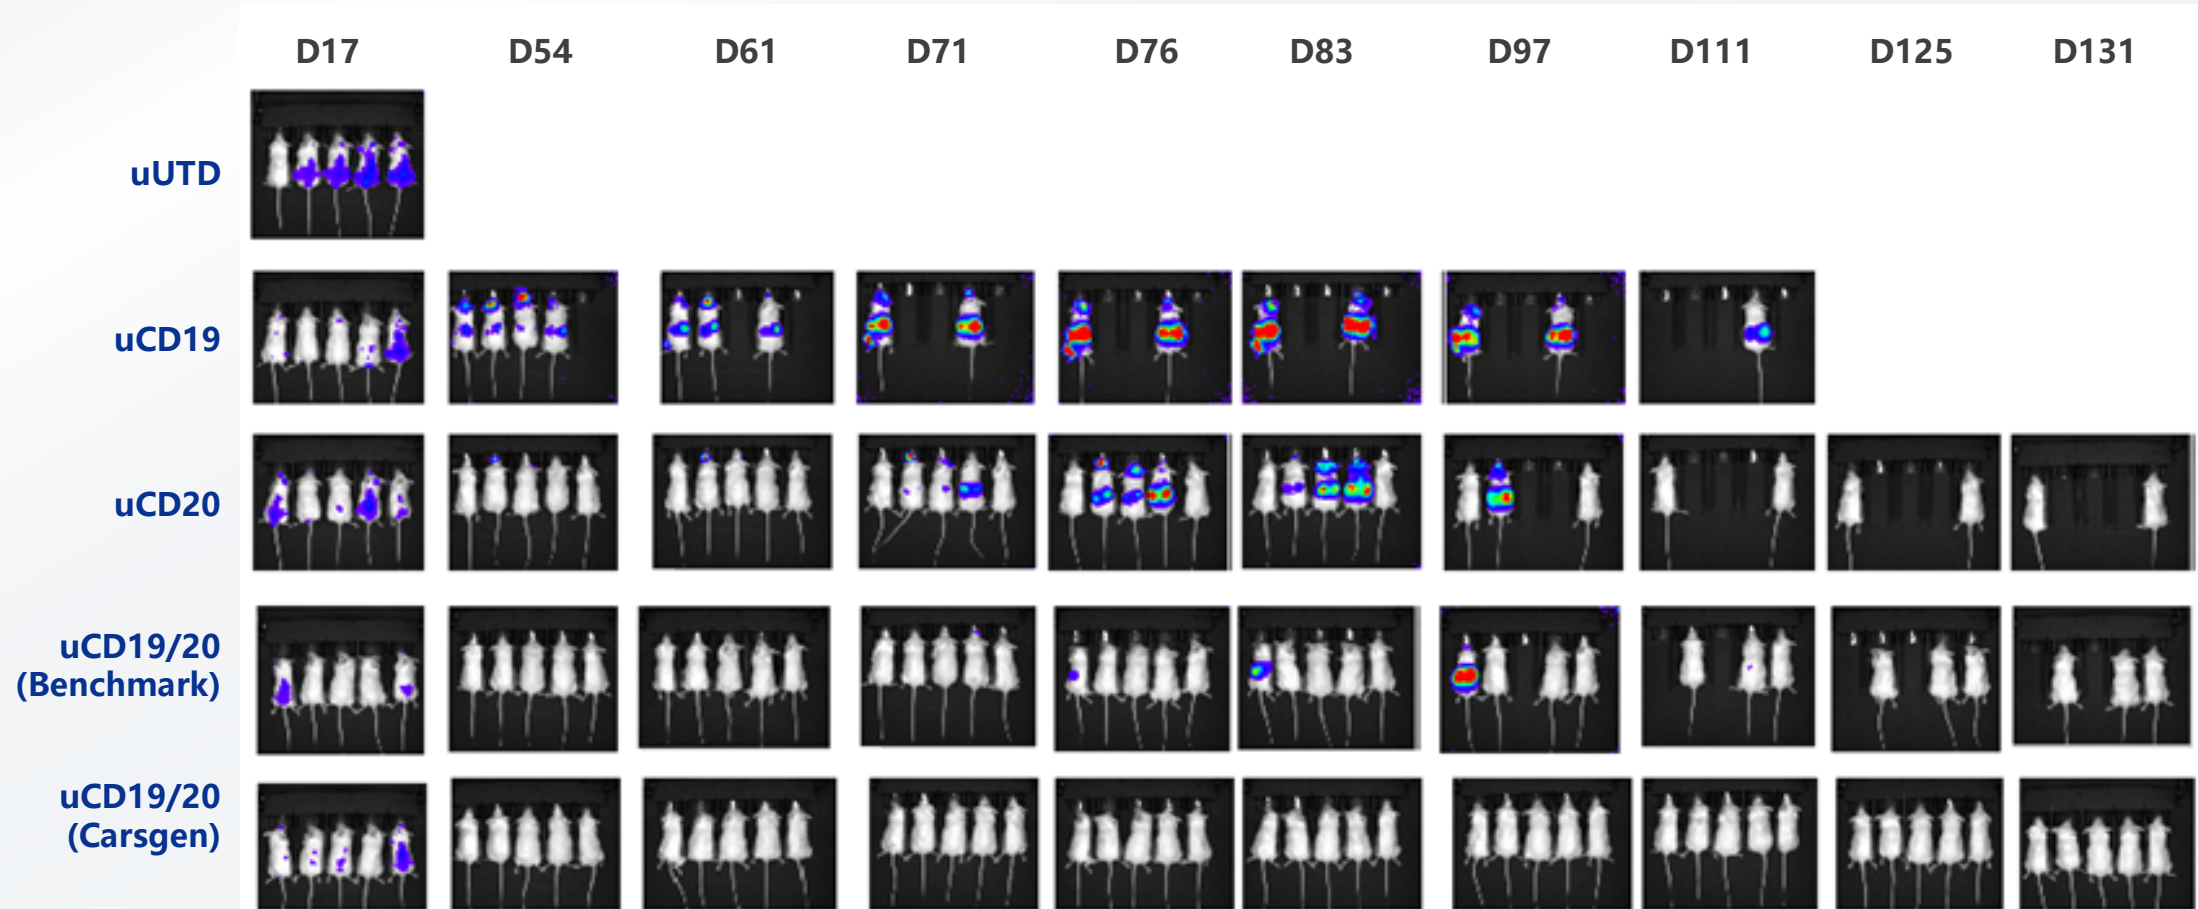 D17 D54 D61 D71 D76 D83 D97 D111 D125 D131
uUTD
uCD19
uCD20
uCD19/20
(Benchmark)
uCD19/20
(Carsgen)